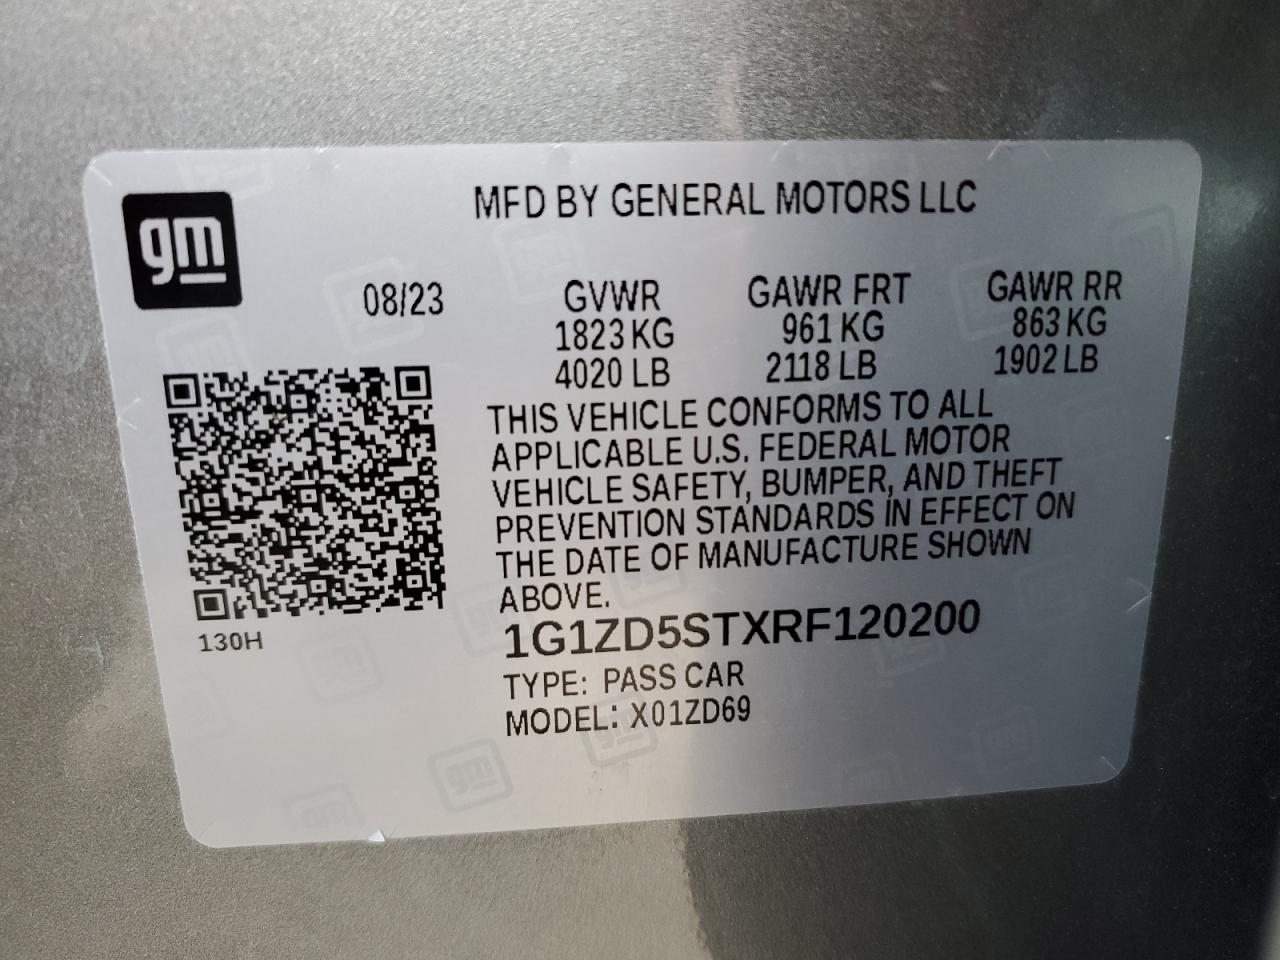 gm
MFD BY GENERAL MOTORS LLC
08/23 GVWR GAWR FRT GAWR RR
1823 KG 961 KG 863 KG
4020 LB 2118 LB 1902 LB
THIS VEHICLE CONFORMS TO ALL
APPLICABLE U.S. FEDERAL MOTOR
VEHICLE SAFETY, BUMPER, AND THEFT
PREVENTION STANDARDS IN EFFECT ON
THE DATE OF MANUFACTURE SHOWN
ABOVE.
130H
1G1ZD5STXRF120200
TYPE: PASS CAR
MODEL: X01ZD69